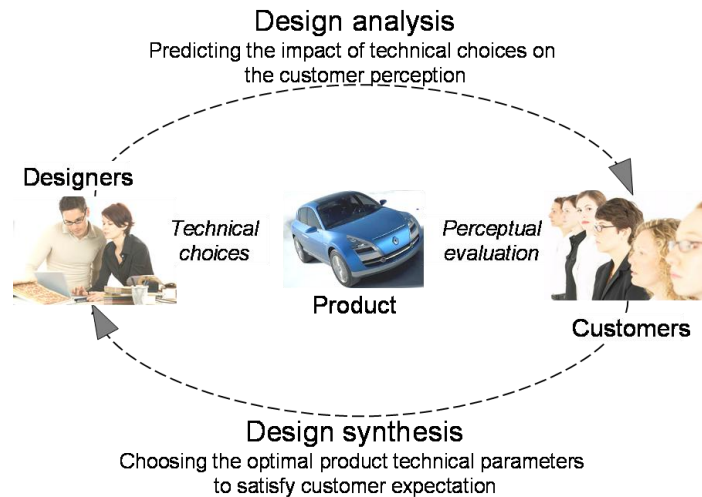 Design analysis
Predicting the impact of technical choices on
the customer perception
Designers
Technical
choices
Product
Perceptual
evaluation
Customers
Design synthesis
Choosing the optimal product technical parameters
to satisfy customer expectation